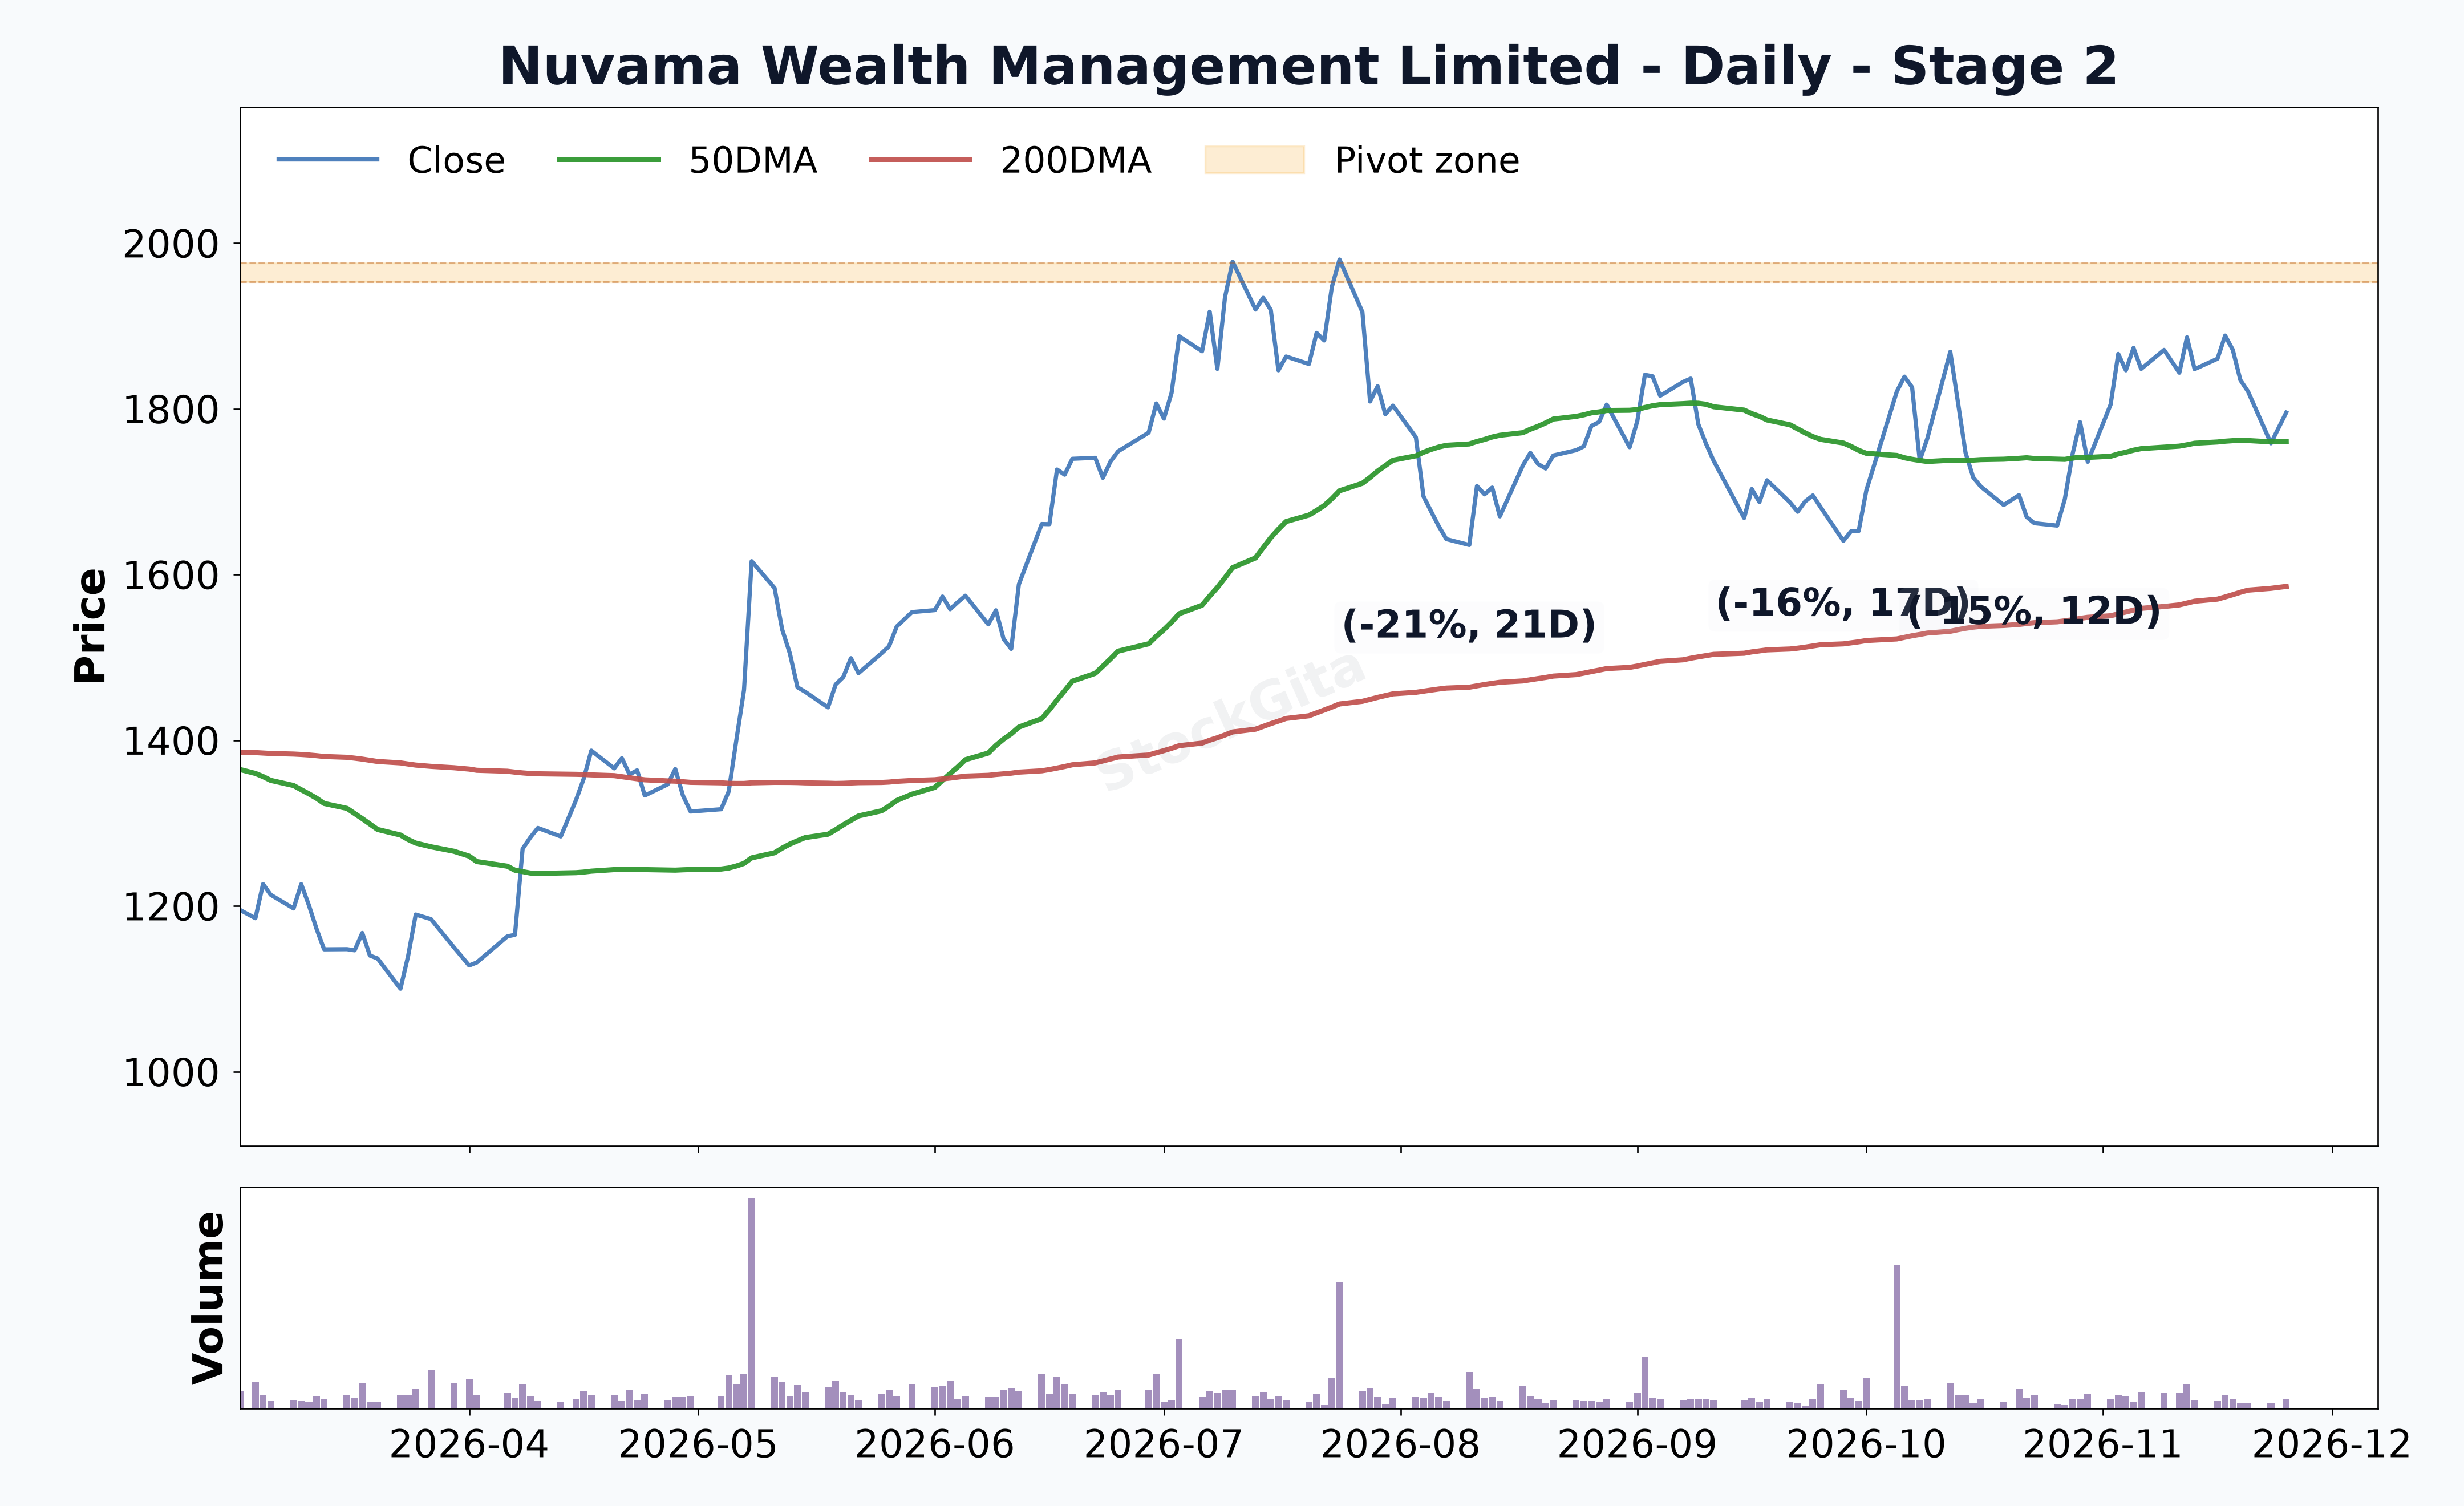 Nuvama Wealth Management Limited - Daily - Stage 2
Close 50DMA 200DMA Pivot zone
2000
1800
1600
1400
1200
1000
Price
(-21%, 21D)
(-16%, 17D)
(-15%, 12D)
StockGita
Volume
2026-04 2026-05 2026-06 2026-07 2026-08 2026-09 2026-10 2026-11 2026-12